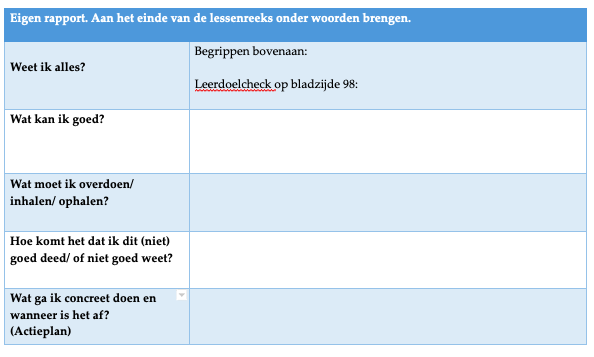 Eigen rapport. Aan het einde van de lessenreeks onder woorden brengen.
Weet ik alles?
Begrippen bovenaan:
Leerdoelcheck op bladzijde 98:
Wat kan ik goed?
Wat moet ik overdoen/
inhalen/ ophalen?
Hoe komt het dat ik dit (niet)
goed deed/ of niet goed weet?
Wat ga ik concreet doen en
wanneer is het af?
(Actieplan)